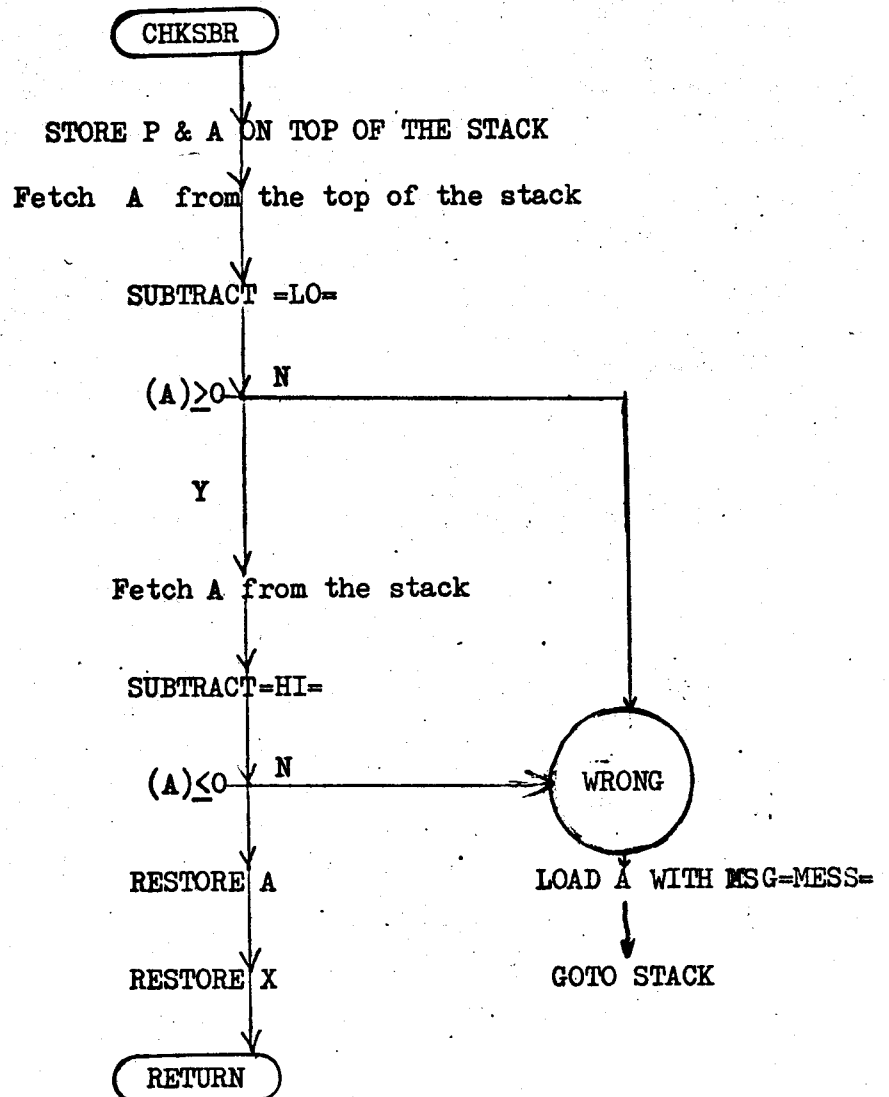 CHKSBR
STORE P & A ON TOP OF THE STACK
Fetch A from the top of the stack
SUBTRACT =LO=
(A)≥0 N
Y
Fetch A from the stack
SUBTRACT=HI=
(A)≤0 N
WRONG
RESTORE A
LOAD A WITH MSG=MESS=
RESTORE X
GOTO STACK
RETURN